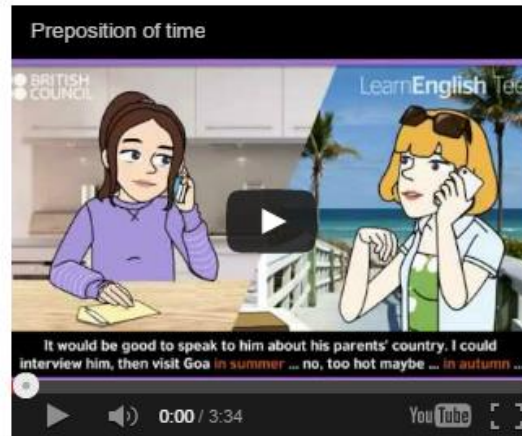 Preposition of time
BRITISH
COUNCIL
LearnEnglish Tee
It would be good to speak to him about his parents' country. I could
interview him, then visit Goa in summer ... no, too hot maybe ... in autumn ...
0:00 / 3:34
YouTube